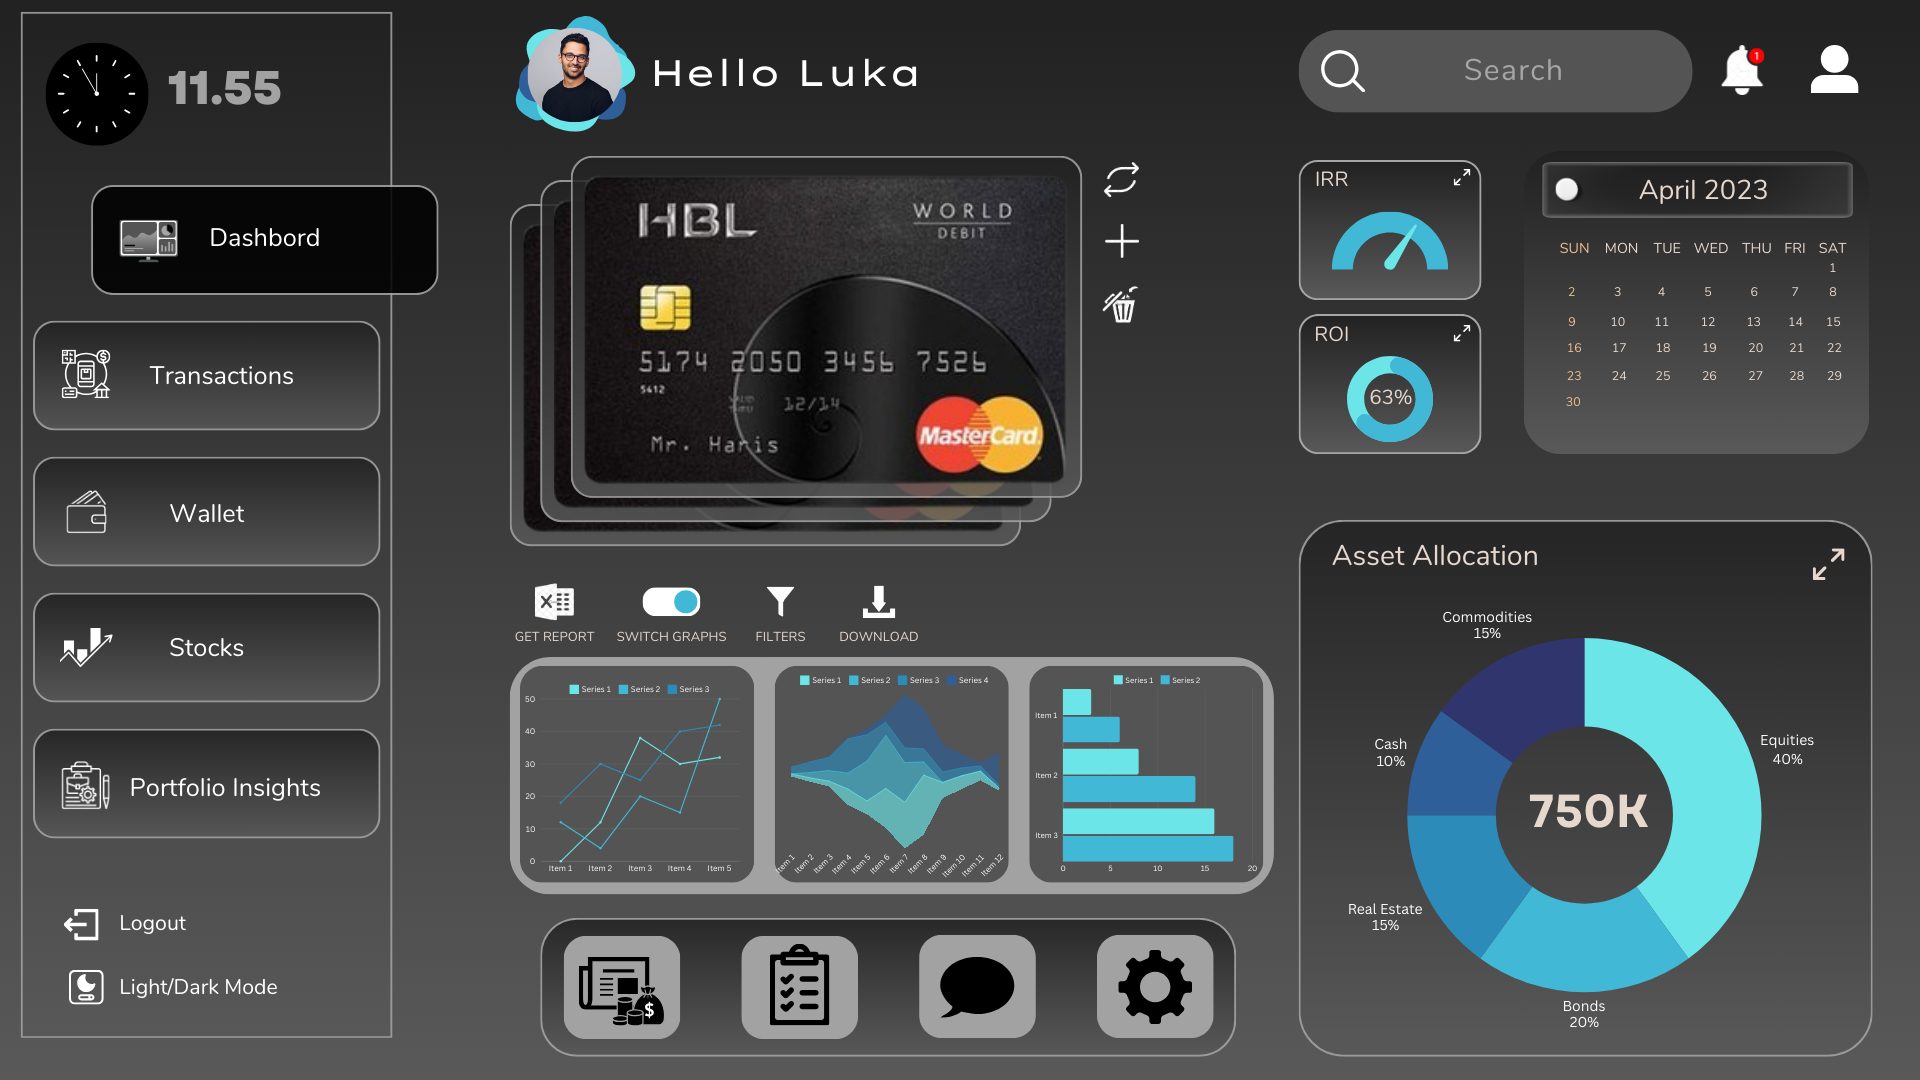 11.55
Dashbord
Transactions
Wallet
Stocks
Portfolio Insights
Logout
Light/Dark Mode
Hello Luka
Search
1
HBL
WORLD
DEBIT
5174 2050 3456 7526
5412
VALID
THRU
12/14
Mr. Haris
MasterCard
IRR
ROI
63%
April 2023
SUN MON TUE WED THU FRI SAT
1
2 3 4 5 6 7 8
9 10 11 12 13 14 15
16 17 18 19 20 21 22
23 24 25 26 27 28 29
30
GET REPORT SWITCH GRAPHS FILTERS DOWNLOAD
Series 1 Series 2 Series 3
50
40
30
20
10
0
Item 1 Item 2 Item 3 Item 4 Item 5
Series 1 Series 2 Series 3 Series 4
Item 1 Item 2 Item 3 Item 4 Item 5 Item 6 Item 7 Item 8 Item 9 Item 10 Item 11 Item 12
Series 1 Series 2
Item 1
Item 2
Item 3
0 5 10 15 20
$
Asset Allocation
Commodities
15%
Equities
40%
Cash
10%
750K
Real Estate
15%
Bonds
20%